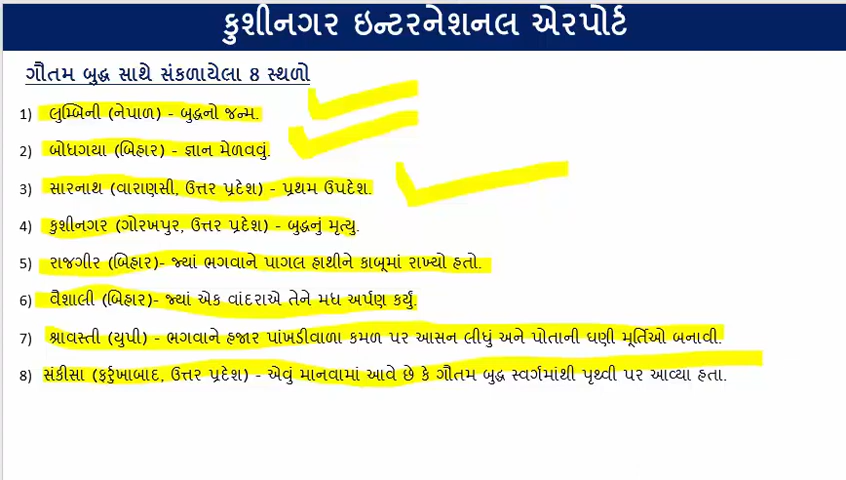 કુશીનગર ઇન્ટરનેશનલ એરપોર્ટ
ગૌતમ બુદ્ધ સાથે સંકળાયેલા 8 સ્થળો
1) લુમ્બિની (નેપાળ) - બુદ્ધનો જન્મ.
2) બોધગયા (બિહાર) - જ્ઞાન મેળવવું.
3) સારનાથ (વારાણસી, ઉત્તર પ્રદેશ) - પ્રથમ ઉપદેશ.
4) કુશીનગર (ગોરખપુર, ઉત્તર પ્રદેશ) - બુદ્ધનું મૃત્યુ.
5) રાજગીર (બિહાર)- જ્યાં ભગવાને પાગલ હાથીને કાબૂમાં રાખ્યો હતો.
6) વૈશાલી (બિહાર)- જ્યાં એક વાંદરાએ તેને મધ અર્પણ કર્યું.
7) શ્રાવસ્તી (યુપી) - ભગવાને હજાર પાંખડીવાળા કમળ પર આસન લીધું અને પોતાની ઘણી મૂર્તિઓ બનાવી.
8) સંકીસા (ફર્રુખાબાદ, ઉત્તર પ્રદેશ) - એવું માનવામાં આવે છે કે ગૌતમ બુદ્ધ સ્વર્ગમાંથી પૃથ્વી પર આવ્યા હતા.